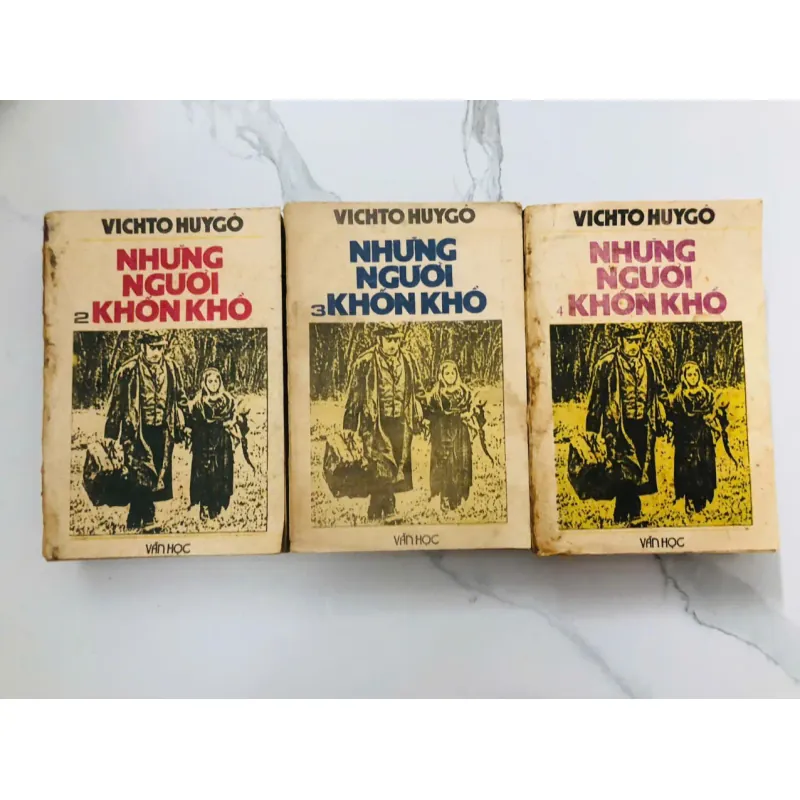 VICHTO HUYGÔ
NHỮNG
NGƯỜI
2 KHỐN KHỔ
VĂN HỌC
VICHTO HUYGÔ
NHỮNG
NGƯỜI
3 KHỐN KHỔ
VĂN HỌC
VICHTO HUYGÔ
NHỮNG
NGƯỜI
4 KHỐN KHỔ
VĂN HỌC